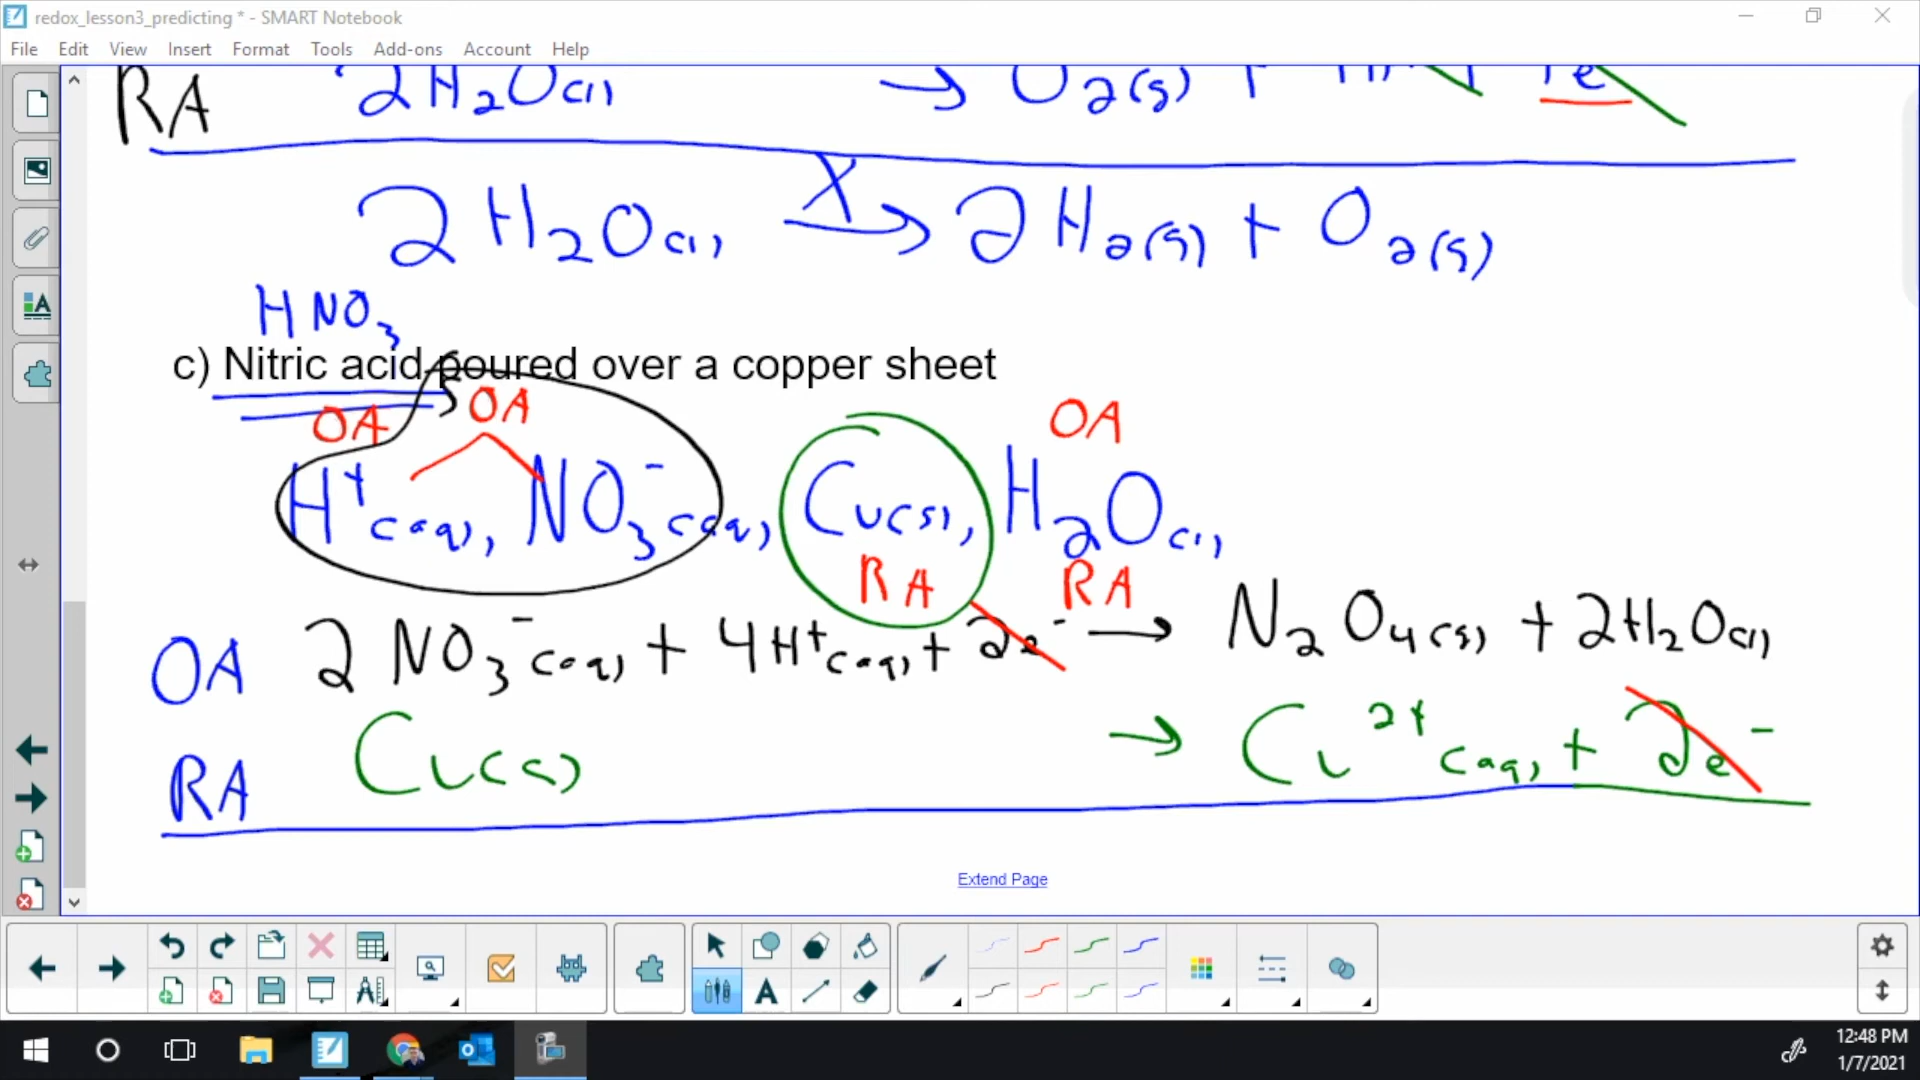 redox_lesson3_predicting * - SMART Notebook
File Edit View Insert Format Tools Add-ons Account Help
RA 2H₂O(l) → O₂(g) +
2H₂O(l) → 2H₂(g) + O₂(g)
HNO₃
c) Nitric acid poured over a copper sheet
OA OA OA
H⁺(aq), NO₃⁻(aq), Cu(s), H₂O(l)
RA RA
OA 2NO₃⁻(aq) + 4H⁺(aq) + 2e⁻ → N₂O₄(g) + 2H₂O(l)
RA Cu(s) → Cu²⁺(aq) + 2e⁻
Extend Page
12:48 PM
1/7/2021